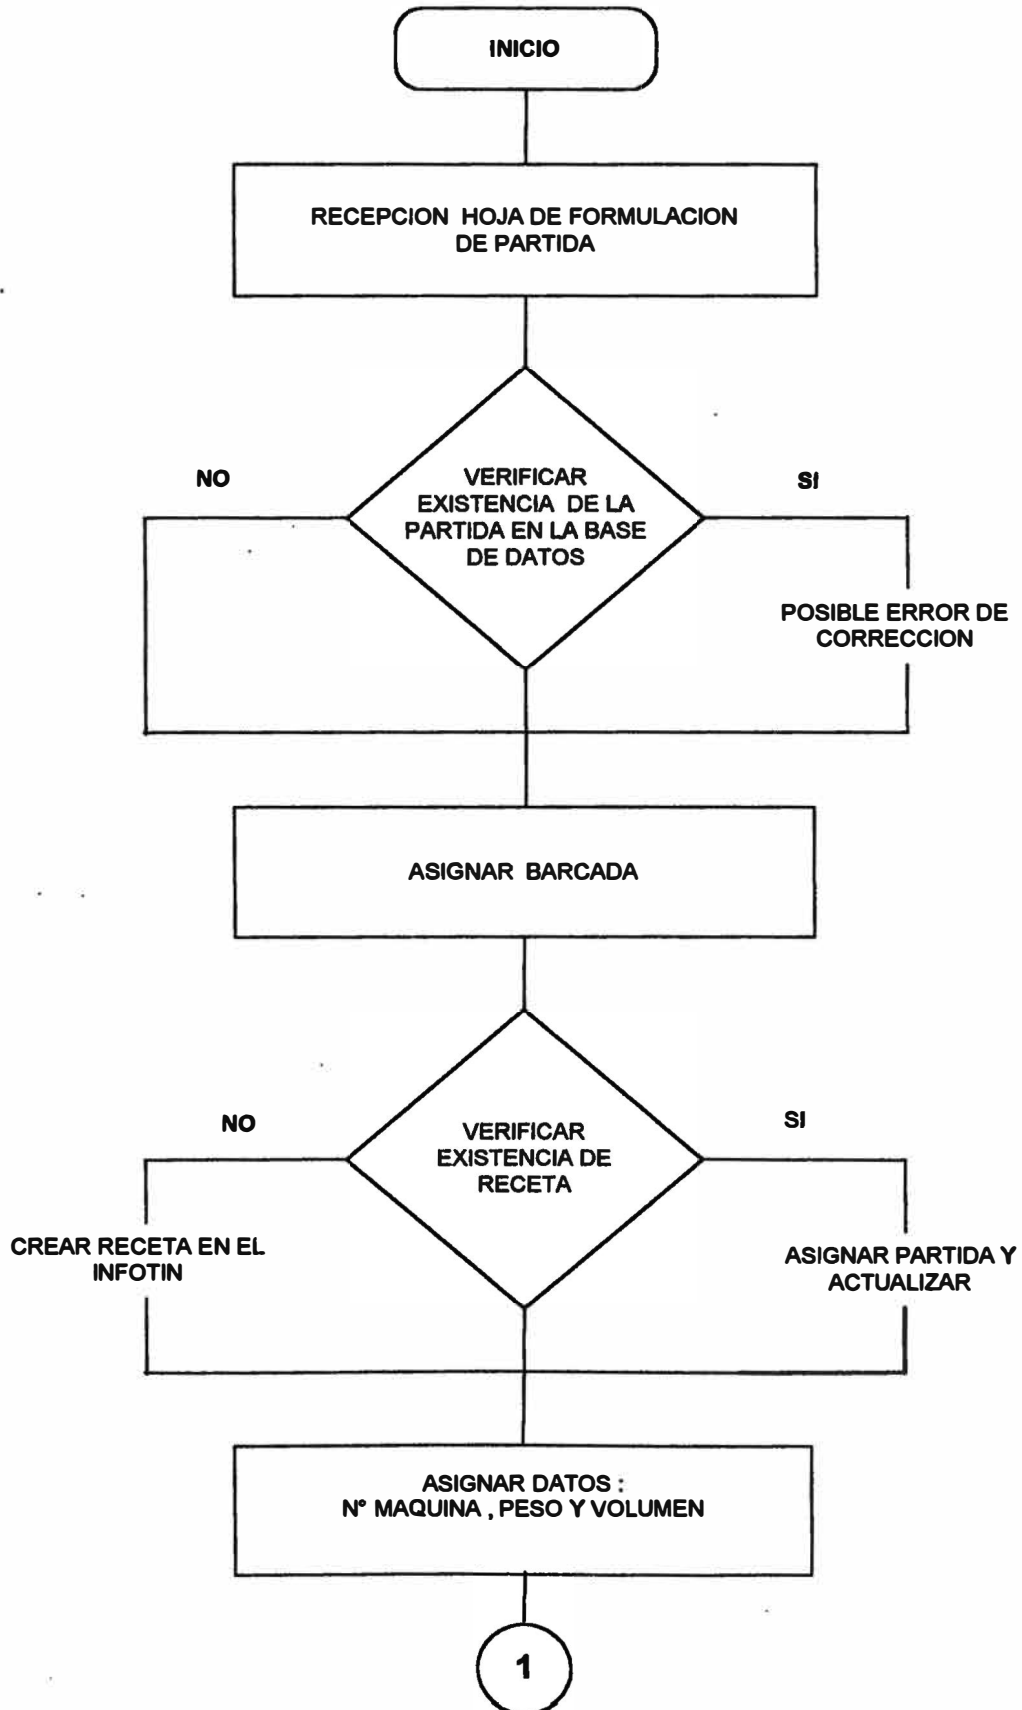 INICIO
RECEPCION HOJA DE FORMULACION
DE PARTIDA
VERIFICAR
EXISTENCIA DE LA
PARTIDA EN LA BASE
DE DATOS
NO
SI
POSIBLE ERROR DE
CORRECCION
ASIGNAR BARCADA
VERIFICAR
EXISTENCIA DE
RECETA
NO
SI
CREAR RECETA EN EL
INFOTIN
ASIGNAR PARTIDA Y
ACTUALIZAR
ASIGNAR DATOS :
N° MAQUINA , PESO Y VOLUMEN
1